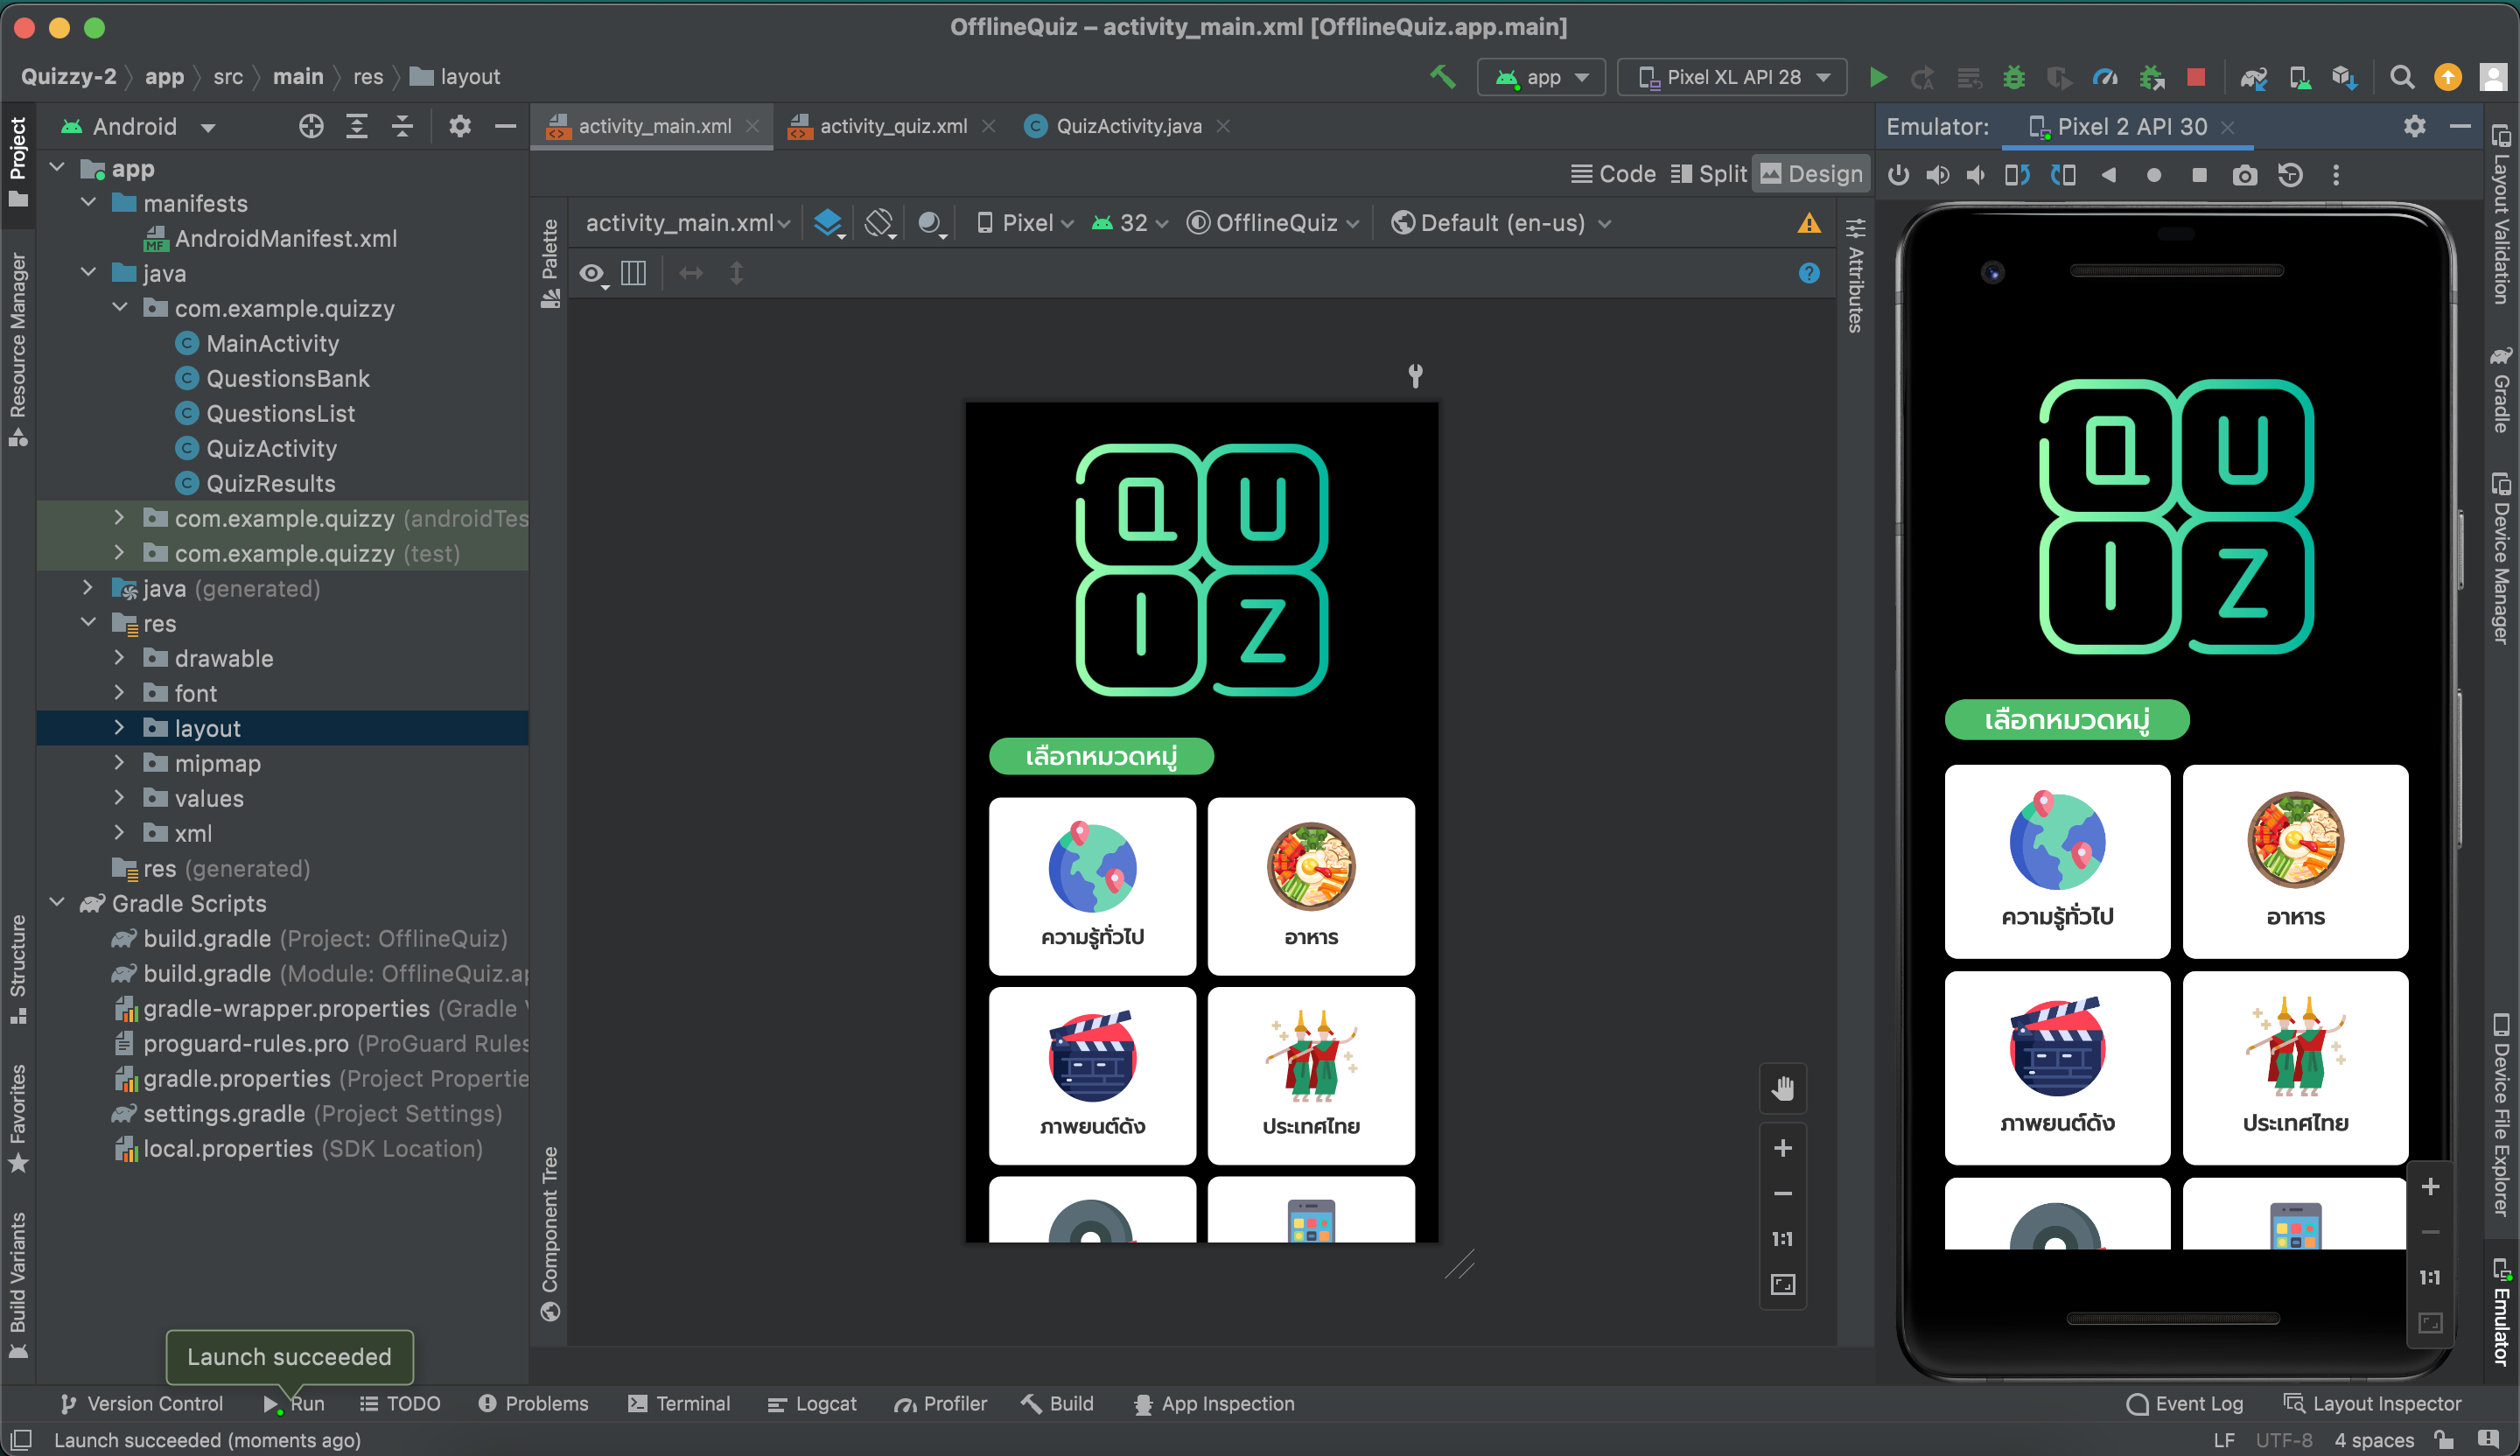 OfflineQuiz – activity_main.xml [OfflineQuiz.app.main]
Quizzy-2 app src main res layout
app
Pixel XL API 28
Project
Resource Manager
Structure
Favorites
Build Variants
Android
app
manifests
AndroidManifest.xml
java
com.example.quizzy
MainActivity
QuestionsBank
QuestionsList
QuizActivity
QuizResults
com.example.quizzy (androidTes
com.example.quizzy (test)
java (generated)
res
drawable
font
layout
mipmap
values
xml
res (generated)
Gradle Scripts
build.gradle (Project: OfflineQuiz)
build.gradle (Module: OfflineQuiz.ap
gradle-wrapper.properties (Gradle V
proguard-rules.pro (ProGuard Rules
gradle.properties (Project Propertie
settings.gradle (Project Settings)
local.properties (SDK Location)
activity_main.xml
activity_quiz.xml
QuizActivity.java
Code
Split
Design
activity_main.xml
Pixel
32
OfflineQuiz
Default (en-us)
Palette
Component Tree
Attributes
Q U
I Z
เลือกหมวดหมู่
ความรู้ทั่วไป
อาหาร
ภาพยนต์ดัง
ประเทศไทย
1:1
Emulator:
Pixel 2 API 30
Q U
I Z
เลือกหมวดหมู่
ความรู้ทั่วไป
อาหาร
ภาพยนต์ดัง
ประเทศไทย
1:1
Layout Validation
Gradle
Device Manager
Device File Explorer
Emulator
Launch succeeded
Version Control
Run
TODO
Problems
Terminal
Logcat
Profiler
Build
App Inspection
Event Log
Layout Inspector
Launch succeeded (moments ago)
LF
UTF-8
4 spaces